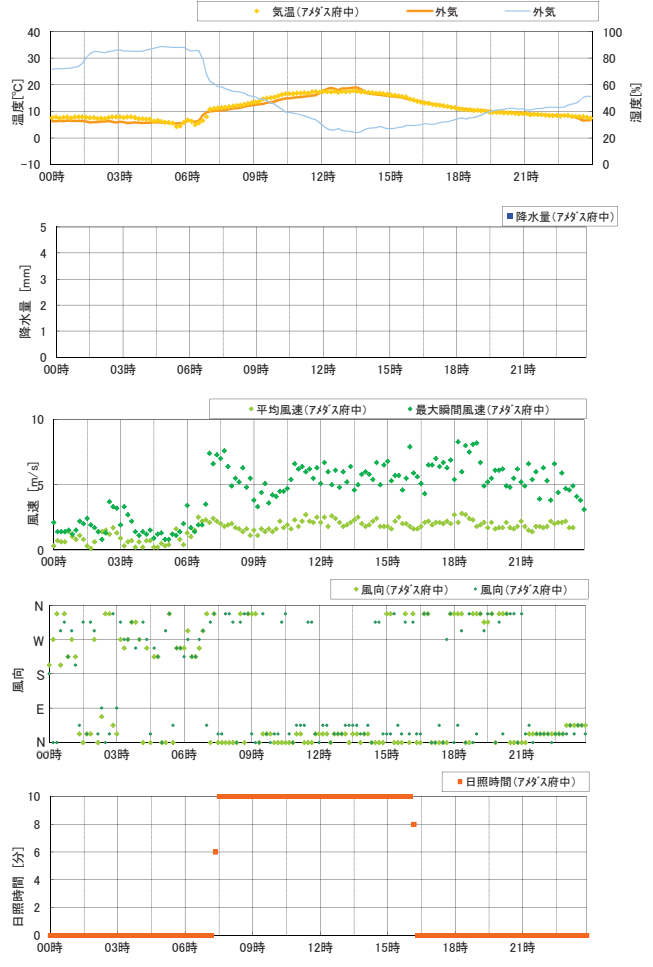 気温(ｱﾒﾀﾞｽ府中) 外気 外気
40 100
30 80
20 60
10 40
0 20
-10 0
温度[℃]
湿度[%]
00時 03時 06時 09時 12時 15時 18時 21時
降水量(ｱﾒﾀﾞｽ府中)
5
4
3
2
1
0
降水量 [mm]
00時 03時 06時 09時 12時 15時 18時 21時
平均風速(ｱﾒﾀﾞｽ府中) 最大瞬間風速(ｱﾒﾀﾞｽ府中)
10
5
0
風速 [m/s]
00時 03時 06時 09時 12時 15時 18時 21時
風向(ｱﾒﾀﾞｽ府中) 風向(ｱﾒﾀﾞｽ府中)
N
W
S
E
N
風向
00時 03時 06時 09時 12時 15時 18時 21時
日照時間(ｱﾒﾀﾞｽ府中)
10
8
6
4
2
0
日照時間 [分]
00時 03時 06時 09時 12時 15時 18時 21時